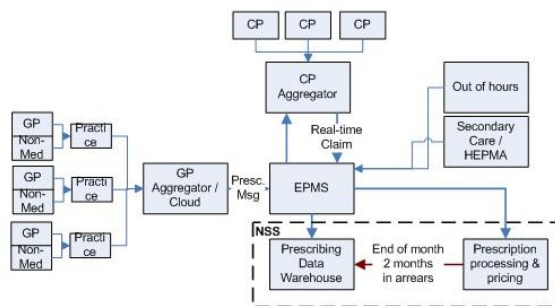 CP
CP
CP
CP
Aggregator
Out of hours
Secondary
Care /
HEPMA
Real-time
Claim
GP
Non-
Med
Practi
ce
GP
Non-
Med
Practi
ce
GP
Non-
Med
Practi
ce
GP
Aggregator /
Cloud
Presc.
Msg
EPMS
NSS
Prescribing
Data
Warehouse
End of month
2 months
in arrears
Prescription
processing &
pricing